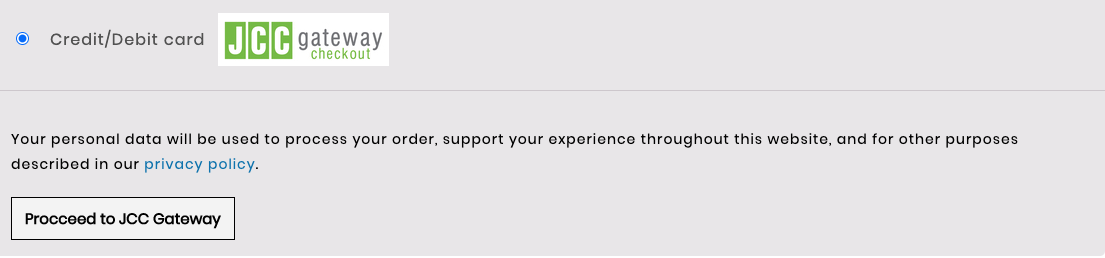 Credit/Debit card JCC gateway
checkout
Your personal data will be used to process your order, support your experience throughout this website, and for other purposes
described in our privacy policy.
Procceed to JCC Gateway